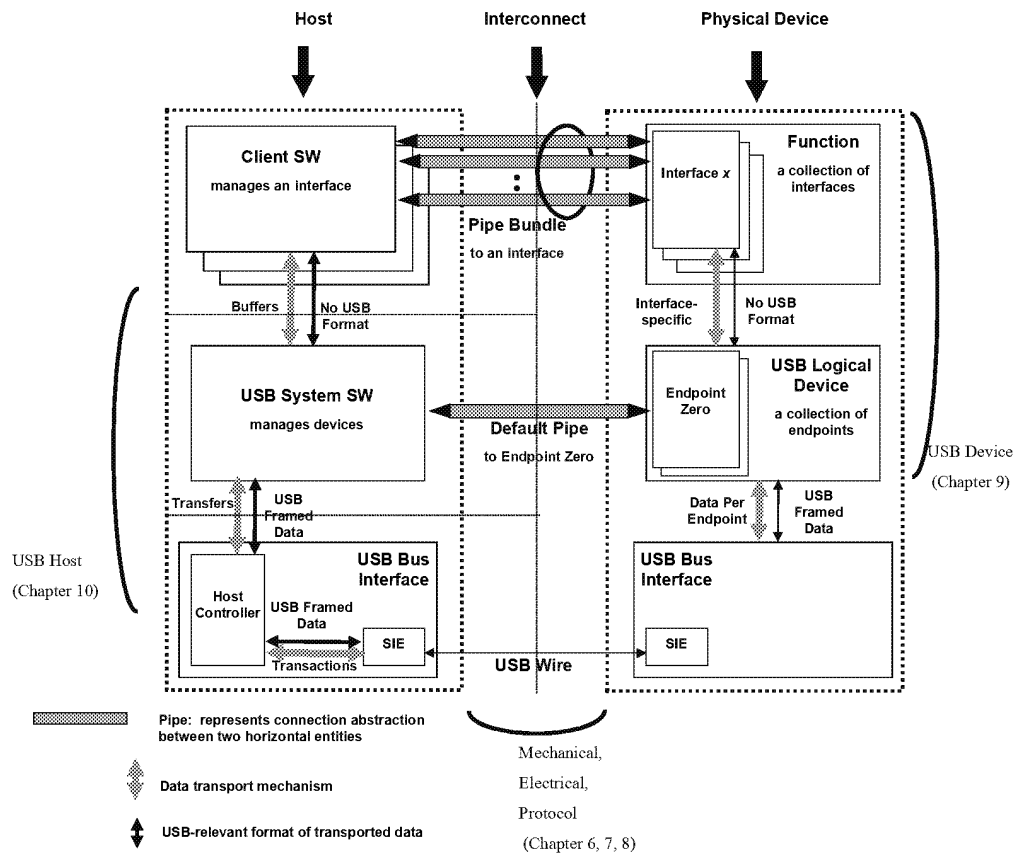 Host
Interconnect
Physical Device
Client SW
manages an interface
Pipe Bundle
to an interface
Interface x
Function
a collection of
interfaces
Buffers
No USB
Format
Interface-
specific
No USB
Format
USB System SW
manages devices
Default Pipe
to Endpoint Zero
Endpoint
Zero
USB Logical
Device
a collection of
endpoints
USB Device
(Chapter 9)
Transfers
USB
Framed
Data
Data Per
Endpoint
USB
Framed
Data
USB Host
(Chapter 10)
USB Bus
Interface
Host
Controller
USB Framed
Data
Transactions
SIE
USB Wire
USB Bus
Interface
SIE
Pipe: represents connection abstraction
between two horizontal entities
Data transport mechanism
USB-relevant format of transported data
Mechanical,
Electrical,
Protocol
(Chapter 6, 7, 8)